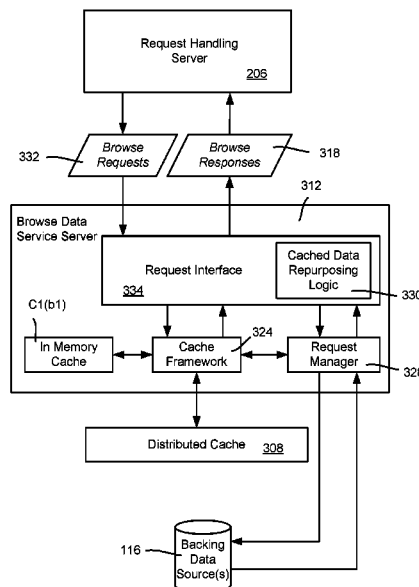 Request Handling
Server
206
332
Browse
Requests
Browse
Responses
318
312
Browse Data
Service Server
Request Interface
334
Cached Data
Repurposing
Logic
330
C1(b1)
324
In Memory
Cache
Cache
Framework
Request
Manager
Distributed Cache
308
116
Backing
Data
Source(s)